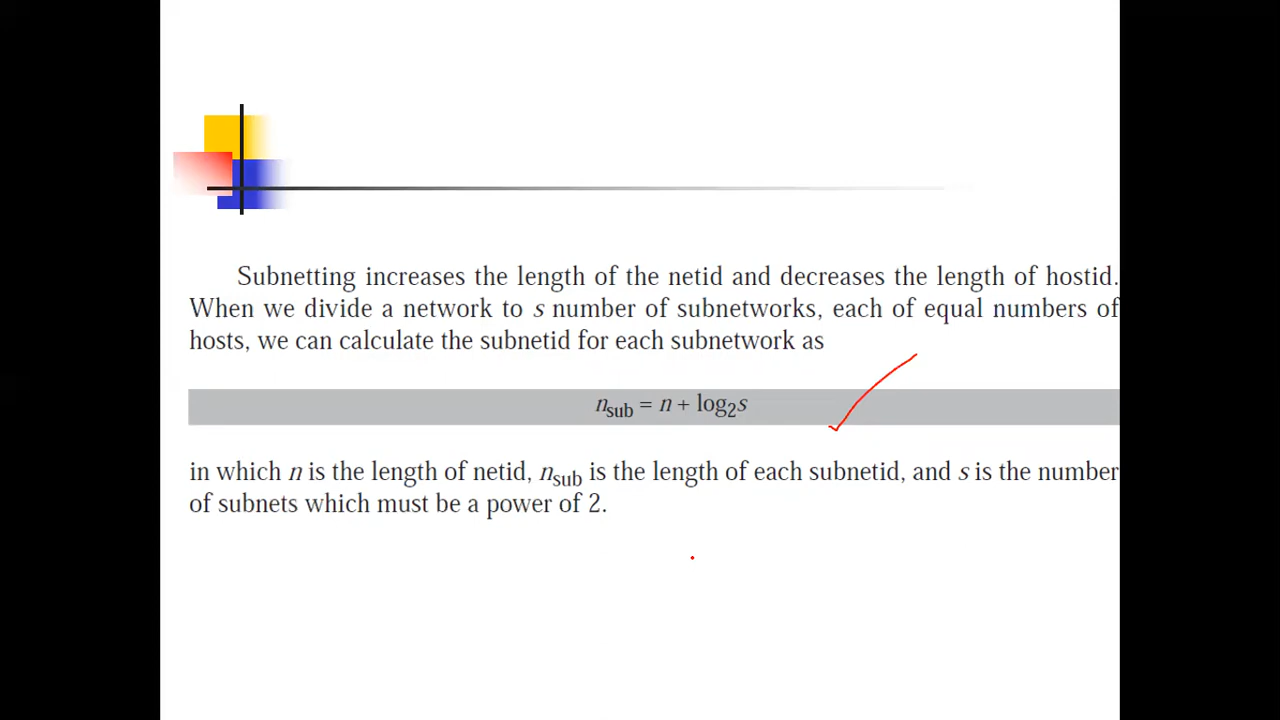 Subnetting increases the length of the netid and decreases the length of hostid.
When we divide a network to s number of subnetworks, each of equal numbers of
hosts, we can calculate the subnetid for each subnetwork as
nsub = n + log2s
in which n is the length of netid, nsub is the length of each subnetid, and s is the number
of subnets which must be a power of 2.